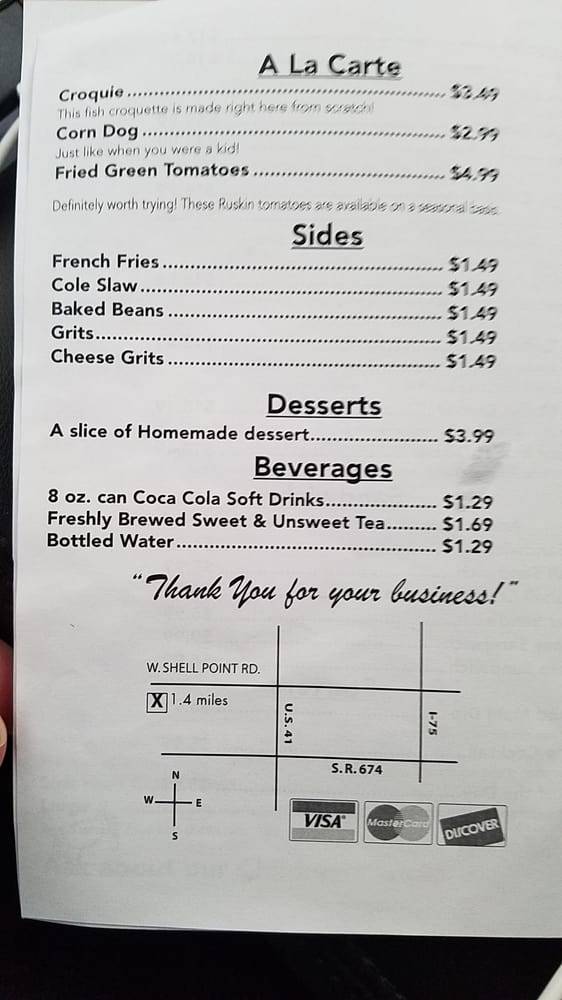 A La Carte
Croquie ........................................ $3.49
This fish croquette is made right here from scratch!
Corn Dog ........................................ $2.99
Just like when you were a kid!
Fried Green Tomatoes ......................... $4.99
Definitely worth trying! These Ruskin tomatoes are available on a seasonal basis.
Sides
French Fries ........................................ $1.49
Cole Slaw ........................................ $1.49
Baked Beans ........................................ $1.49
Grits ........................................ $1.49
Cheese Grits ........................................ $1.49
Desserts
A slice of Homemade dessert...................... $3.99
Beverages
8 oz. can Coca Cola Soft Drinks................... $1.29
Freshly Brewed Sweet & Unsweet Tea......... $1.69
Bottled Water ........................................ $1.29
"Thank You for your business!"
W. SHELL POINT RD.
X 1.4 miles
U.S. 41
I-75
S.R. 674
N
W E
S
VISA MasterCard DISCOVER